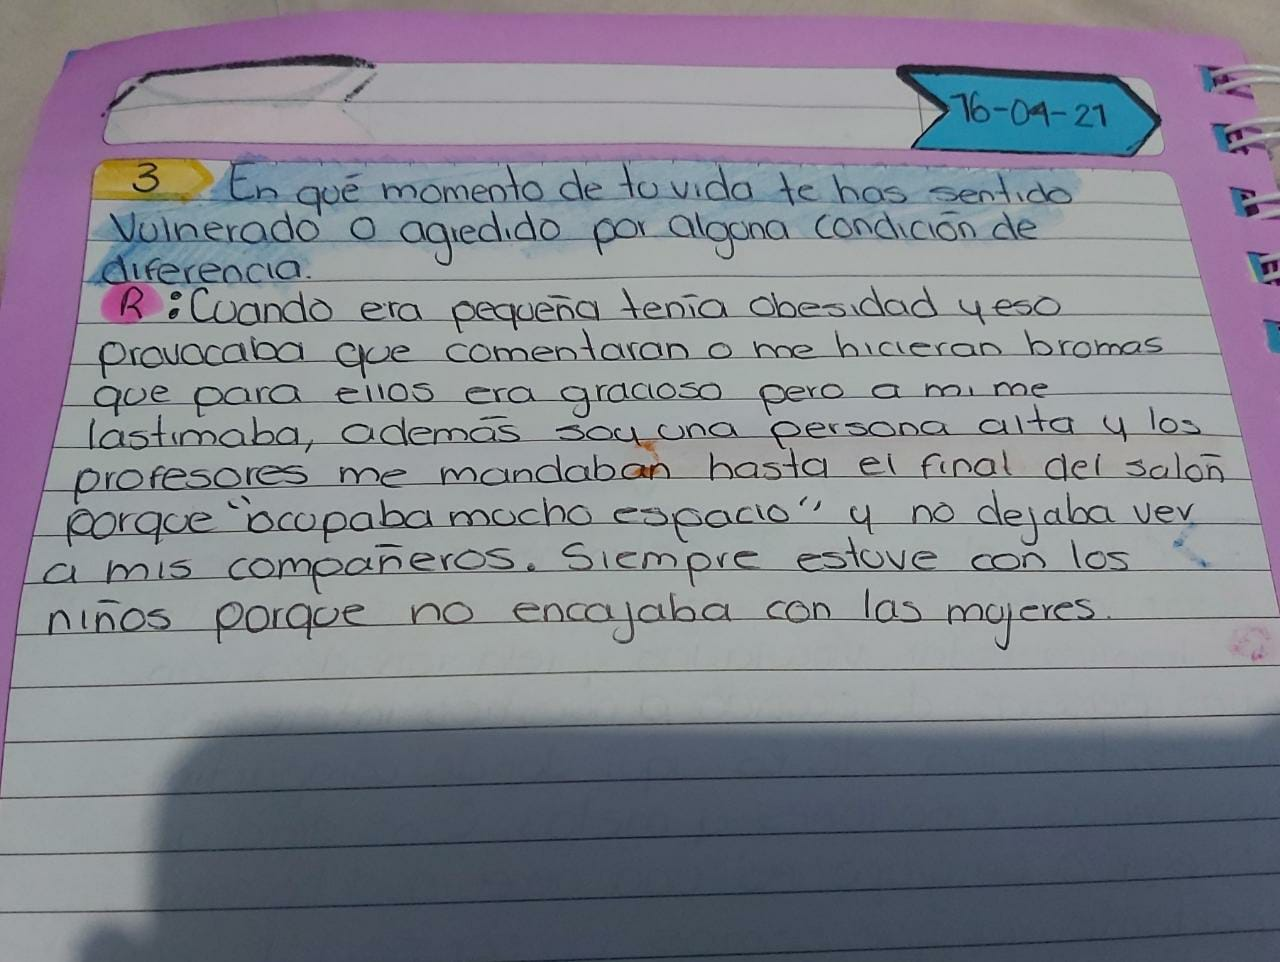 16-04-21
3 En qué momento de tu vida te has sentido
Vulnerado o agredido por alguna condición de
diferencia.
R: Cuando era pequeña tenía obesidad y eso
provocaba que comentaran o me hicieran bromas
que para ellos era gracioso pero a mi me
lastimaba, además soy una persona alta y los
profesores me mandaban hasta el final del salón
porque "ocupaba mucho espacio" y no dejaba ver
a mis compañeros. Siempre estuve con los
niños porque no encajaba con las mujeres.